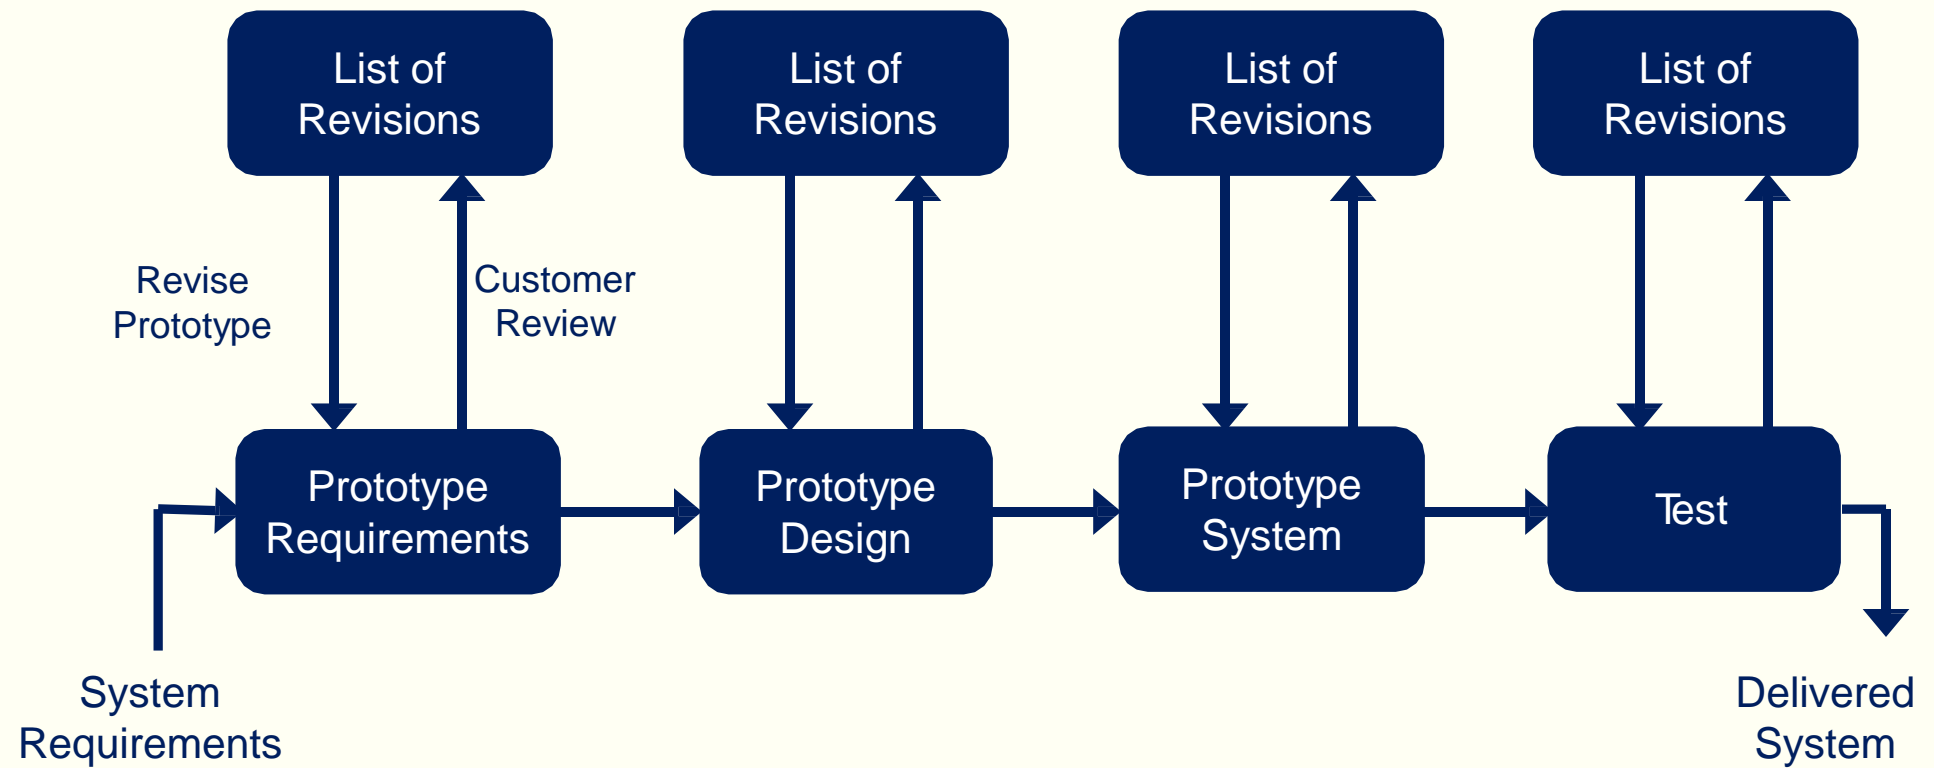 List of
Revisions
List of
Revisions
List of
Revisions
List of
Revisions
Revise
Prototype
Customer
Review
Prototype
Requirements
Prototype
Design
Prototype
System
Test
System
Requirements
Delivered
System